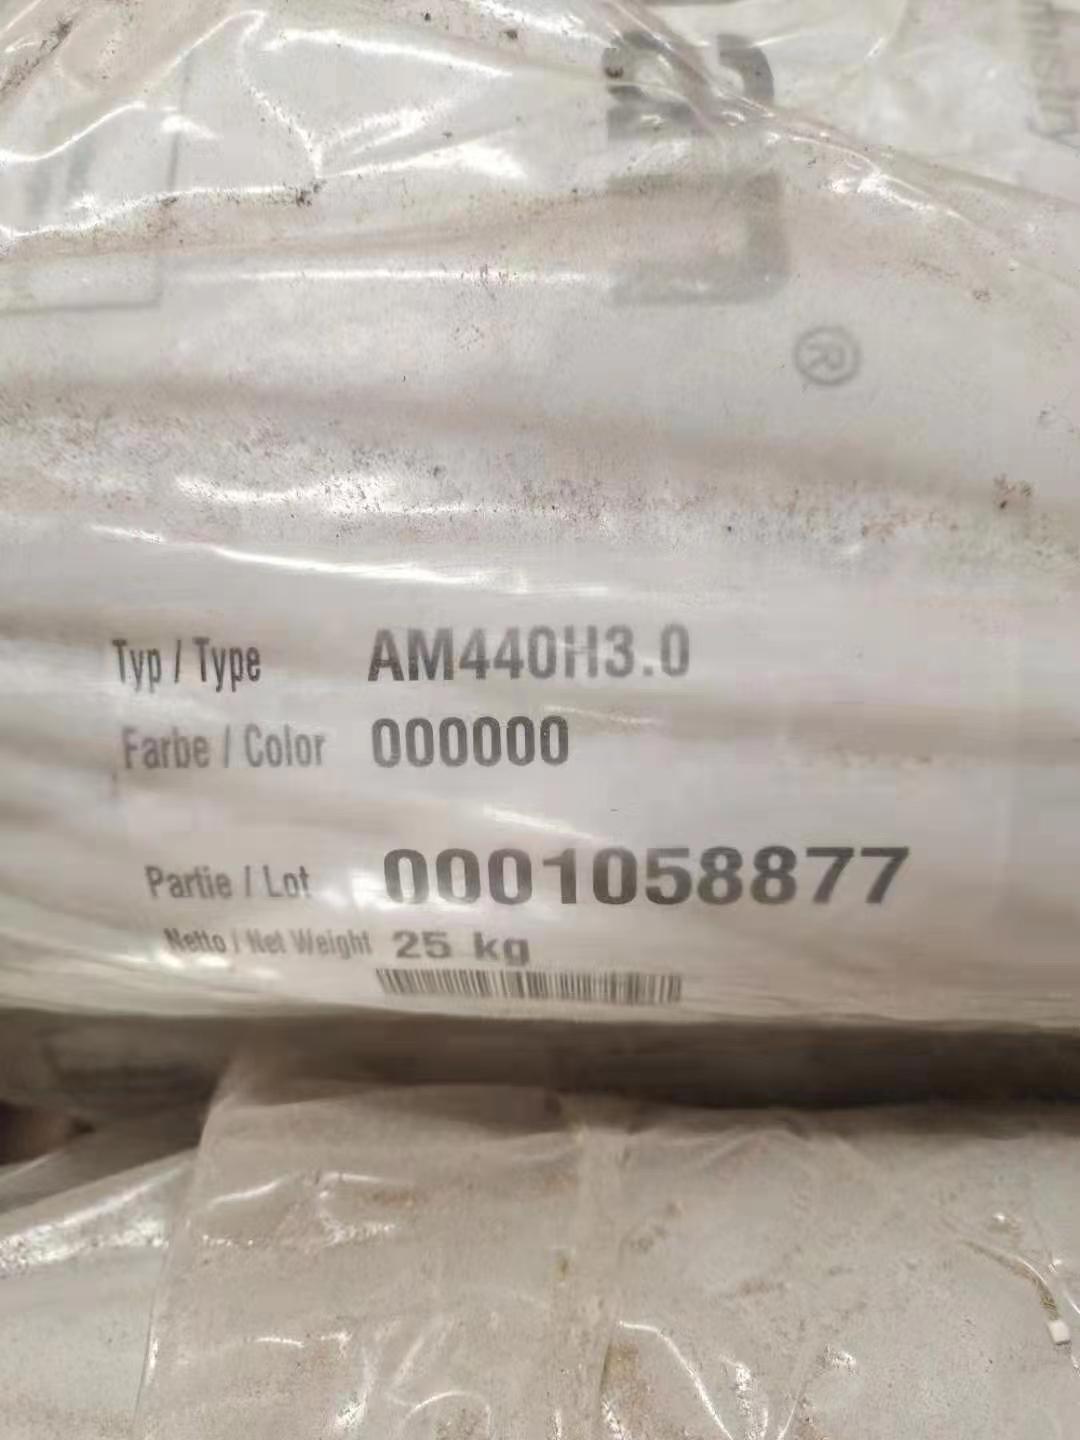 ®
Typ / Type AM440H3.0
Farbe / Color 000000
Partie / Lot 0001058877
Netto / Net Weight 25 kg